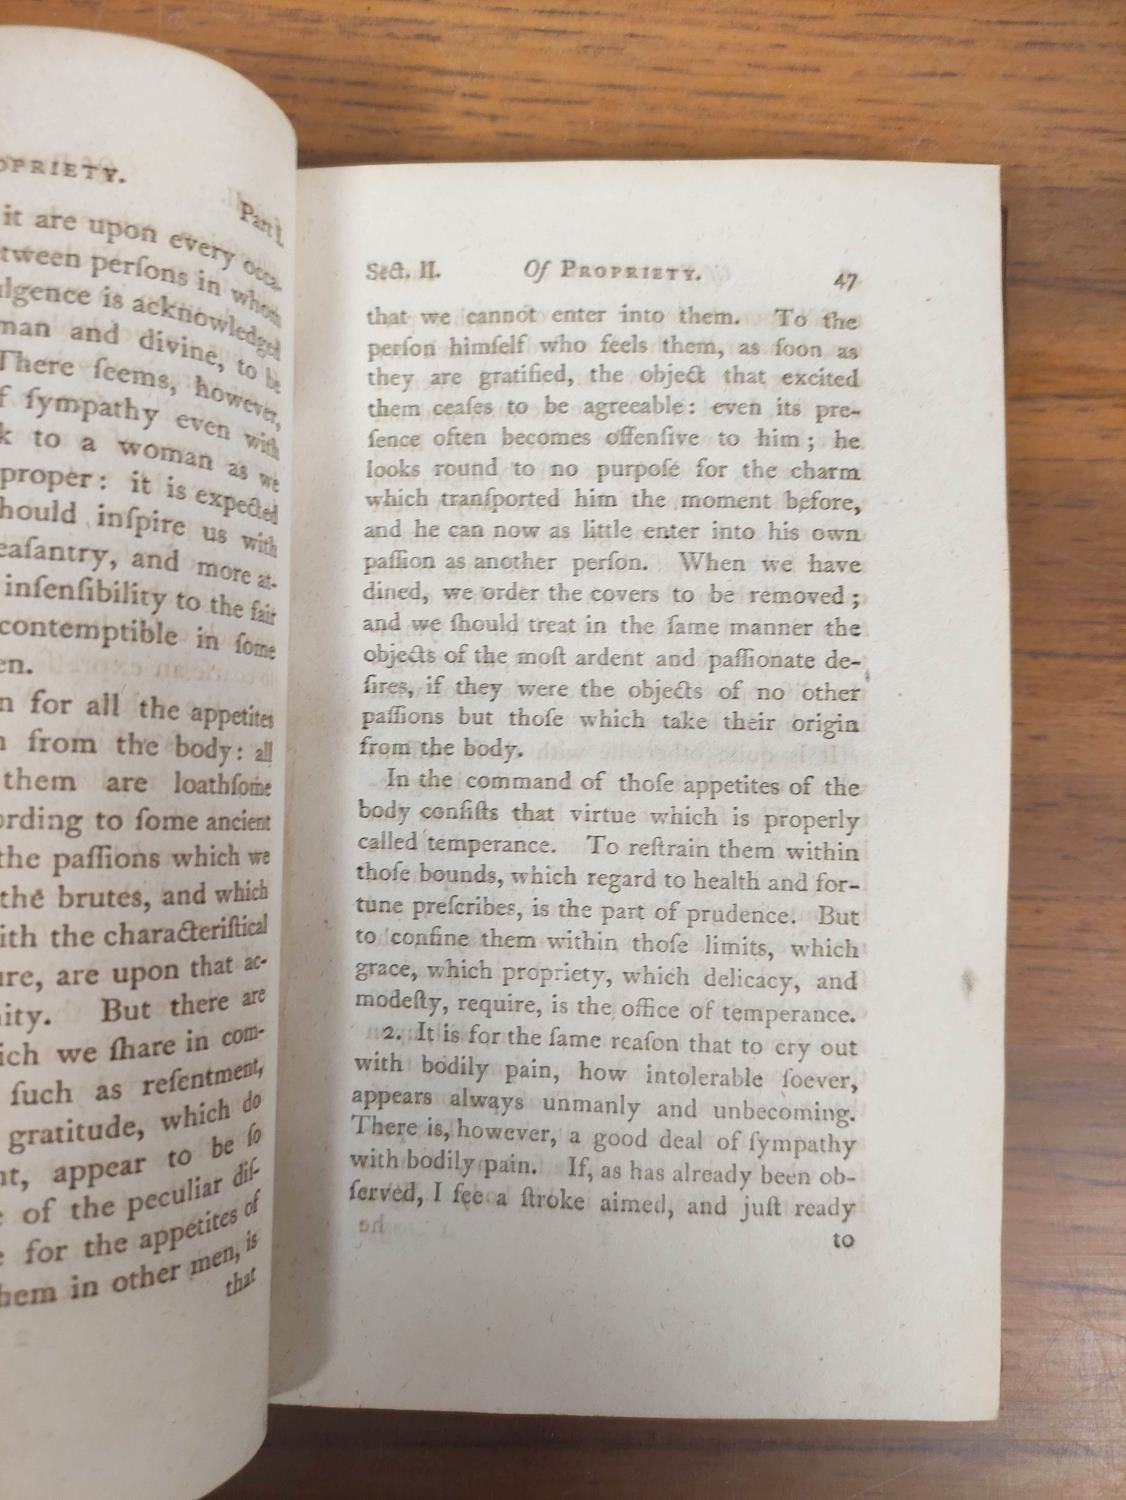 OPRIETY.
Part I.
it are upon every occa-
tween perſons in whom
ulgence is acknowledged
man and divine, to be
There ſeems, however,
f ſympathy even with
k to a woman as we
proper: it is expected
hould inſpire us with
eaſantry, and more at-
inſenſibility to the fair
contemptible in ſome
en.
n for all the appetites
n from the body: all
them are loathſome
ording to ſome ancient
the paſſions which we
the brutes, and which
ith the characteriſtical
ure, are upon that ac-
nity. But there are
ich we ſhare in com-
ſuch as reſentment,
gratitude, which do
nt, appear to be ſo
e of the peculiar diſ-
e for the appetites of
hem in other men, is
that
Sect. II. Of PROPRIETY. 47
that we cannot enter into them. To the
perſon himſelf who feels them, as ſoon as
they are gratified, the object that excited
them ceaſes to be agreeable: even its pre-
ſence often becomes offenſive to him; he
looks round to no purpoſe for the charm
which tranſported him the moment before,
and he can now as little enter into his own
paſſion as another perſon. When we have
dined, we order the covers to be removed;
and we ſhould treat in the ſame manner the
objects of the moſt ardent and paſſionate de-
ſires, if they were the objects of no other
paſſions but thoſe which take their origin
from the body.
In the command of thoſe appetites of the
body conſiſts that virtue which is properly
called temperance. To reſtrain them within
thoſe bounds, which regard to health and for-
tune preſcribes, is the part of prudence. But
to confine them within thoſe limits, which
grace, which propriety, which delicacy, and
modeſty, require, is the office of temperance.
2. It is for the ſame reaſon that to cry out
with bodily pain, how intolerable ſoever,
appears always unmanly and unbecoming.
There is, however, a good deal of ſympathy
with bodily pain. If, as has already been ob-
ſerved, I ſee a ſtroke aimed, and juſt ready
to